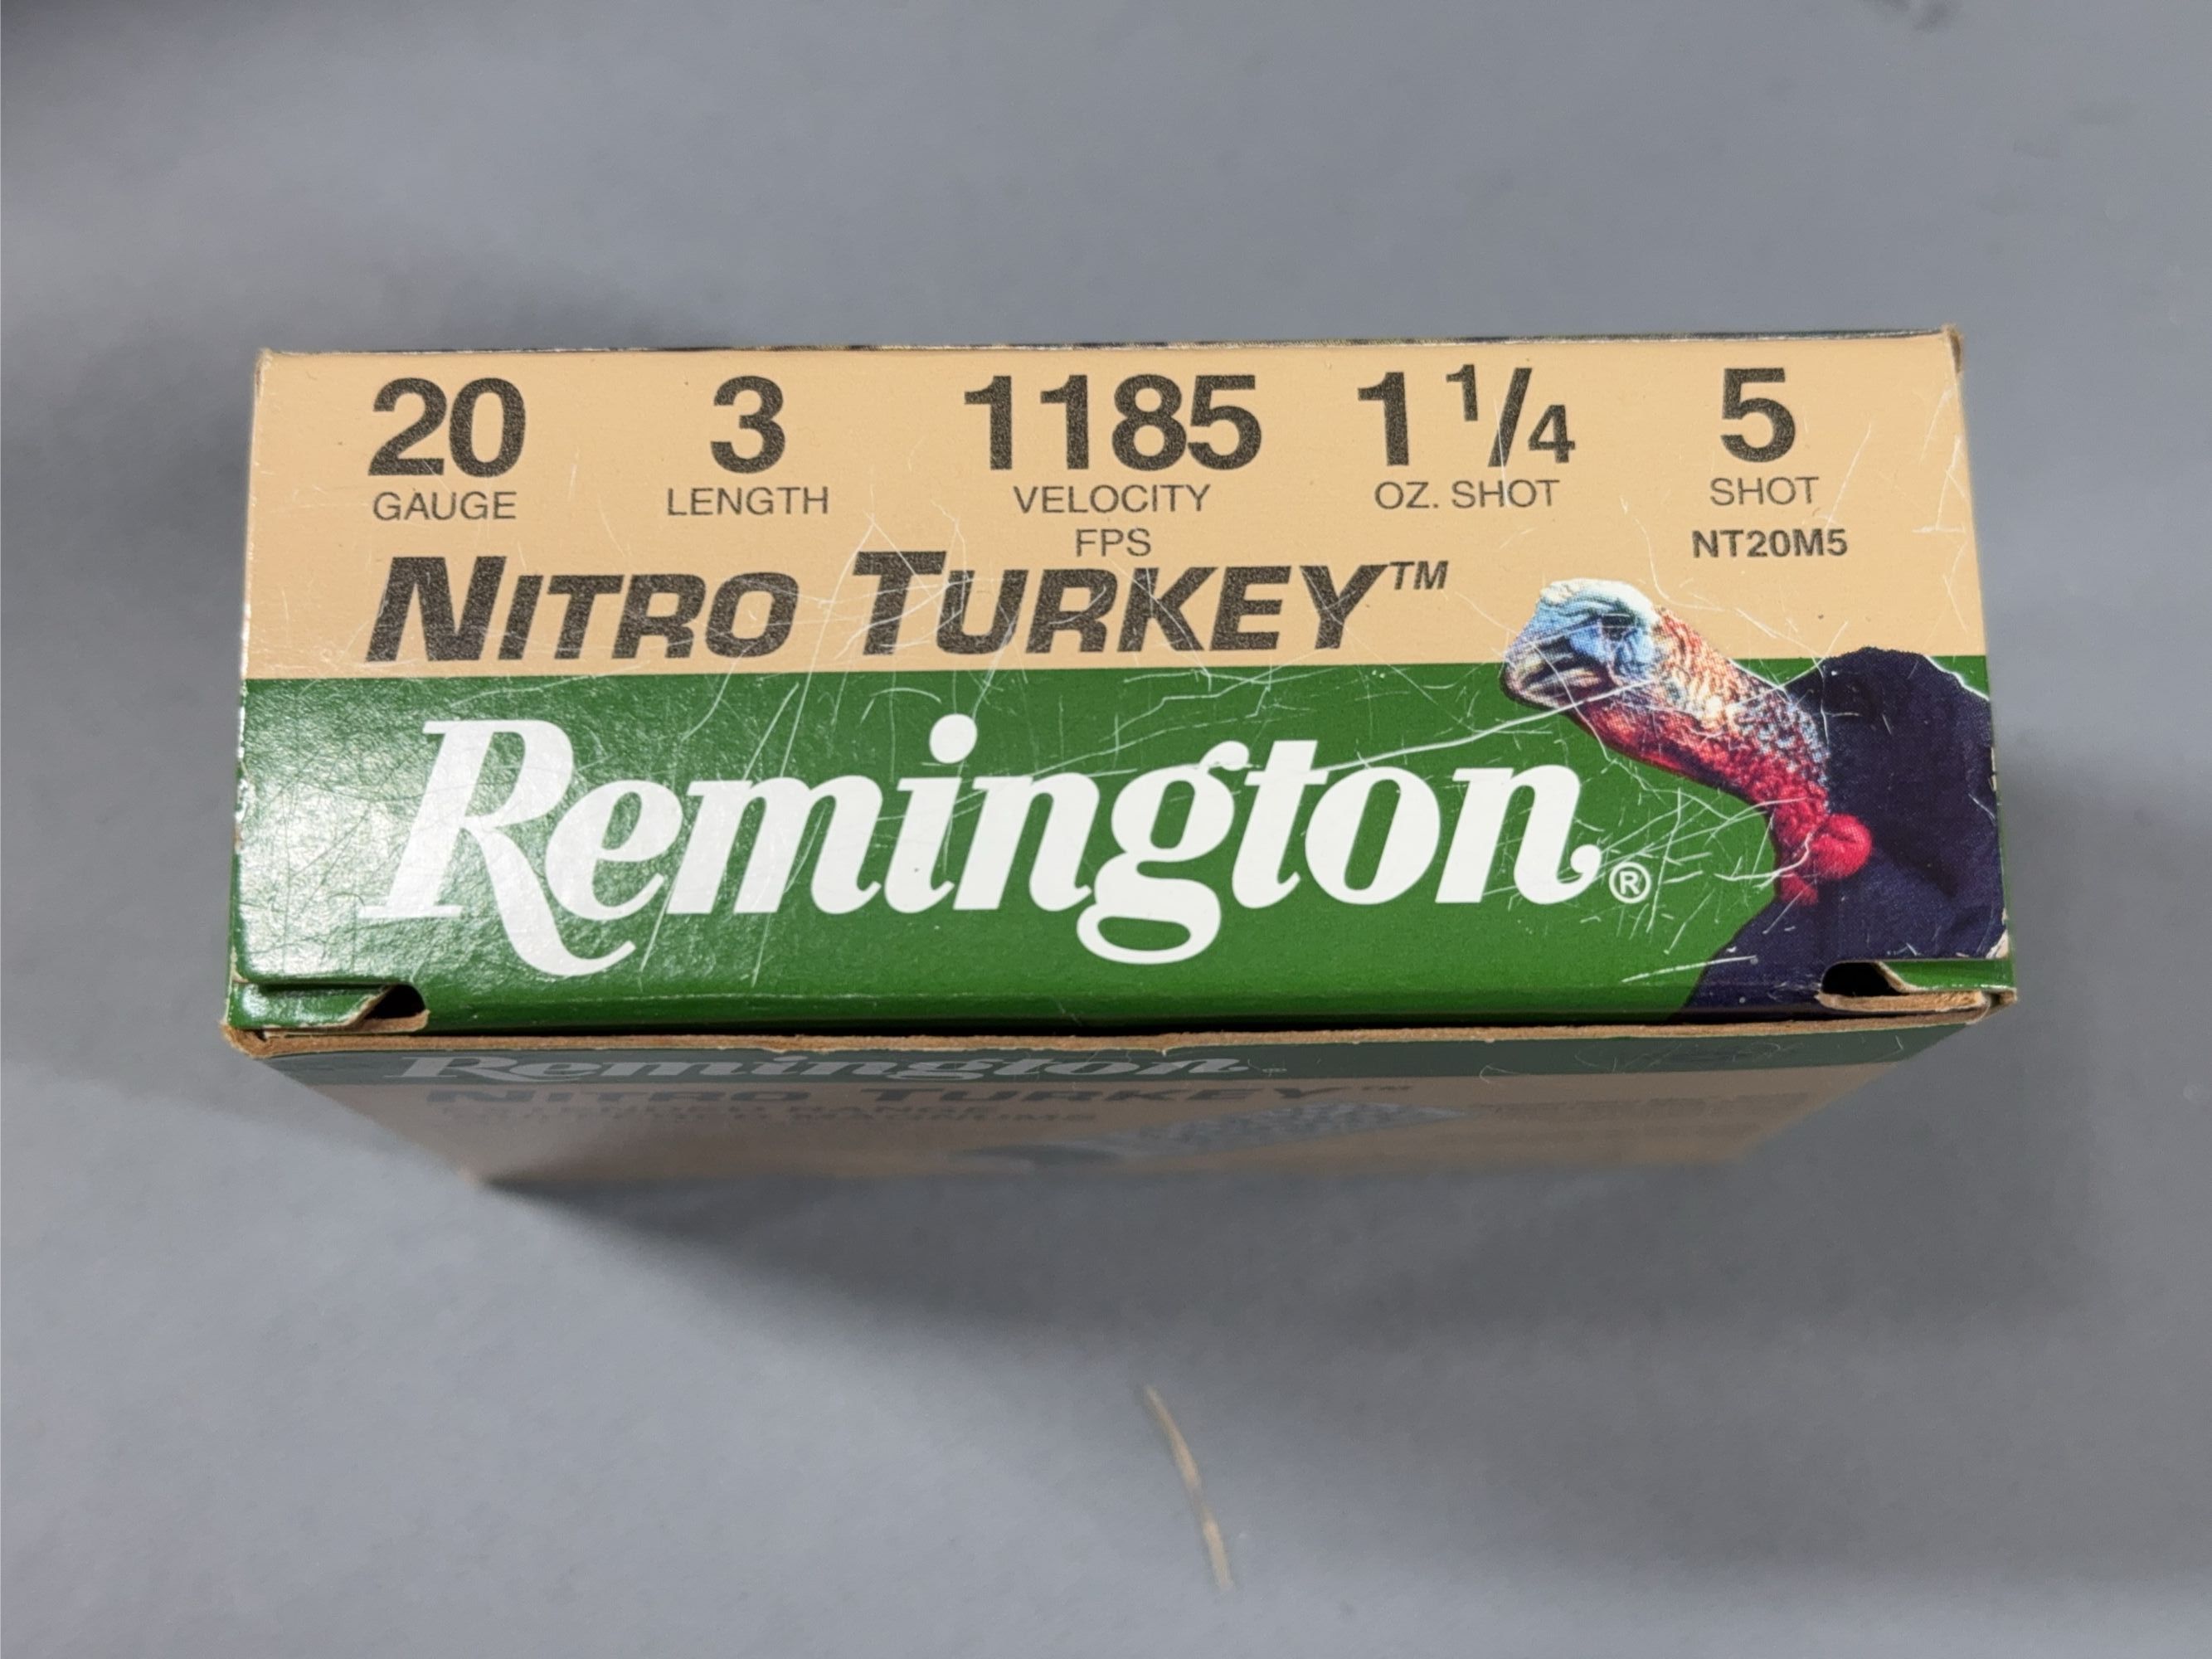 20 3 1185 1 1/4 5
GAUGE LENGTH VELOCITY OZ. SHOT SHOT
FPS NT20M5
NITRO TURKEY™
Remington®
Remington
NITRO TURKEY™